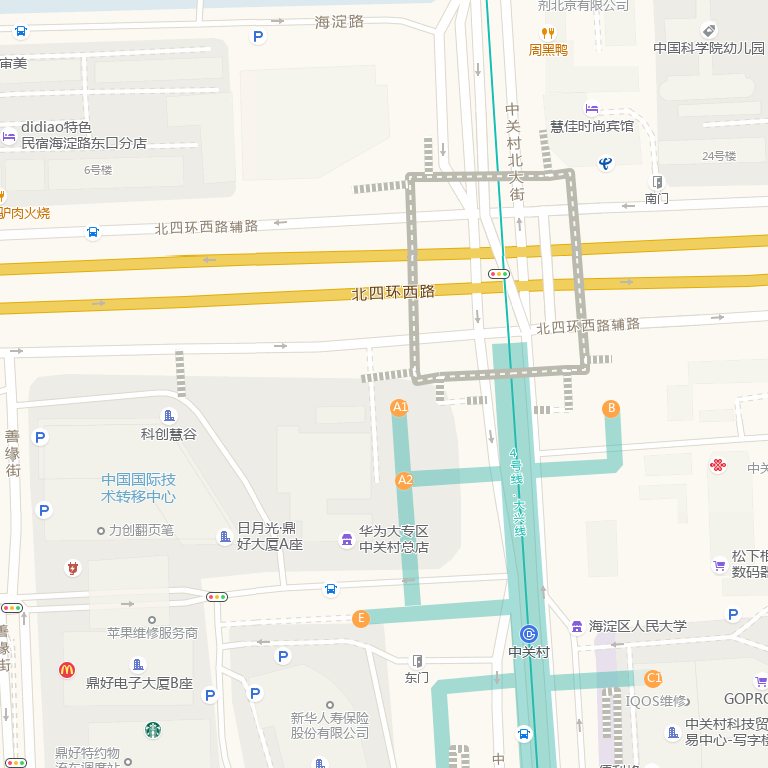 剂北京有限公司
海淀路
P
中国科学院幼儿园
周黑鸭
审美
中
关
村
北
大
街
慧佳时尚宾馆
didiao特色
民宿海淀路东口分店
6号楼
24号楼
南门
驴肉火烧
北四环西路辅路
北四环西路
北四环西路辅路
A1
B
科创慧谷
P
善
缘
街
4号线·大兴线
中关
中国国际技
术转移中心
A2
P
力创翻页笔
日月光·鼎
好大厦A座
华为大专区
中关村总店
松下相
数码器
E
P
苹果维修服务商
海淀区人民大学
善
缘
街
中关村
P
东门
鼎好电子大厦B座
P
P
C1
GOPRO
IQOS维修
新华人寿保险
股份有限公司
中关村科技贸
易中心-写字楼
鼎好特约物
流车调度站
中